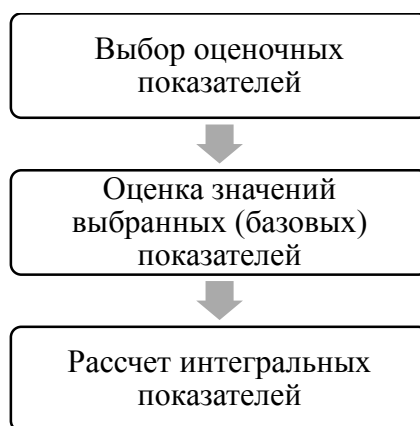 Выбор оценочных
показателей
Оценка значений
выбранных (базовых)
показателей
Рассчет интегральных
показателей